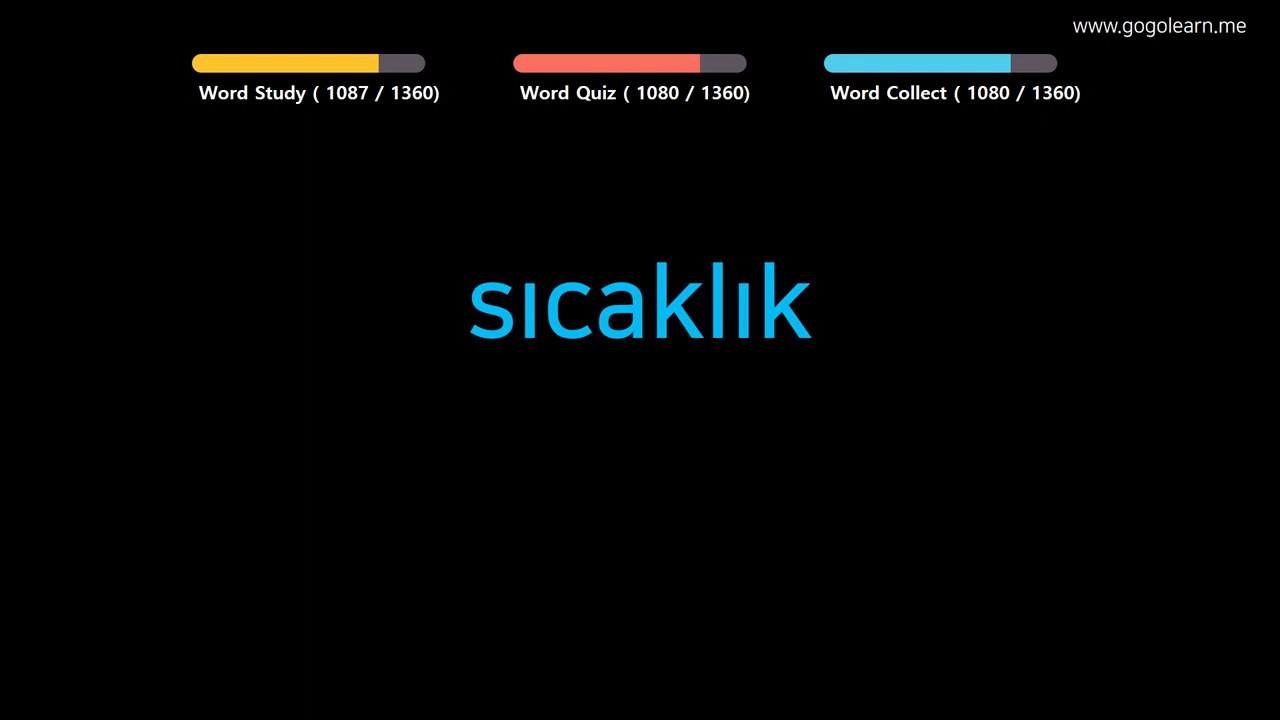 www.gogolearn.me
Word Study ( 1087 / 1360)
Word Quiz ( 1080 / 1360)
Word Collect ( 1080 / 1360)
sıcaklık